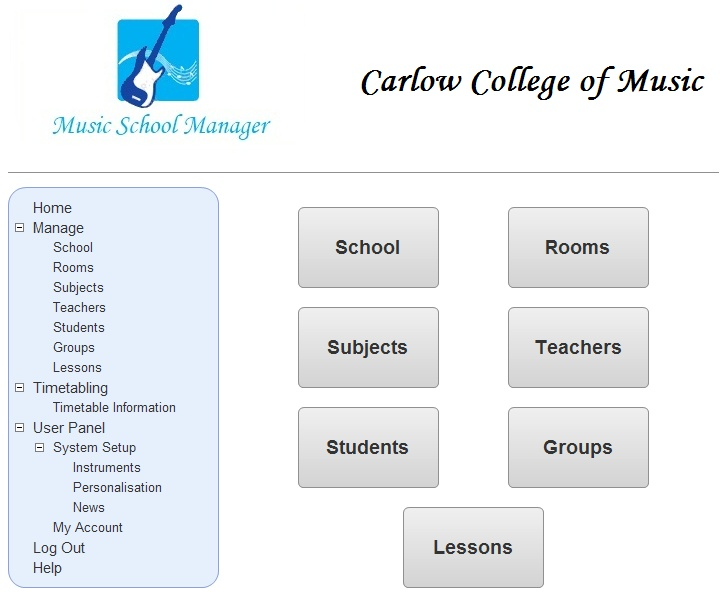 Music School Manager
Carlow College of Music
Home
Manage
School
Rooms
Subjects
Teachers
Students
Groups
Lessons
Timetabling
Timetable Information
User Panel
System Setup
Instruments
Personalisation
News
My Account
Log Out
Help
School
Rooms
Subjects
Teachers
Students
Groups
Lessons